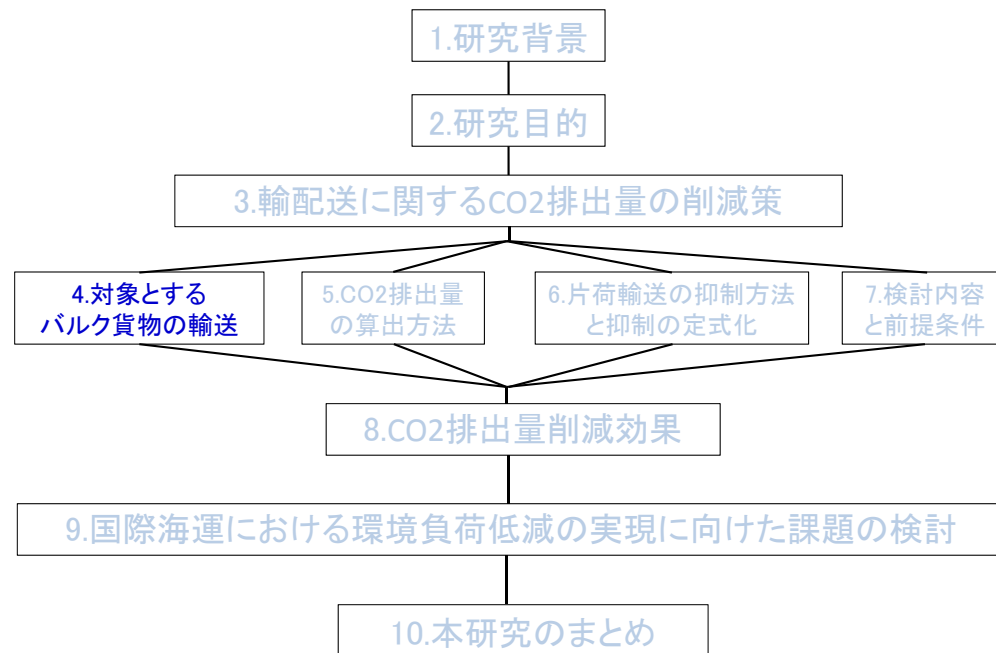 1.研究背景
2.研究目的
3.輸配送に関するCO2排出量の削減策
4.対象とする
バルク貨物の輸送
5.CO2排出量
の算出方法
6.片荷輸送の抑制方法
と抑制の定式化
7.検討内容
と前提条件
8.CO2排出量削減効果
9.国際海運における環境負荷低減の実現に向けた課題の検討
10.本研究のまとめ